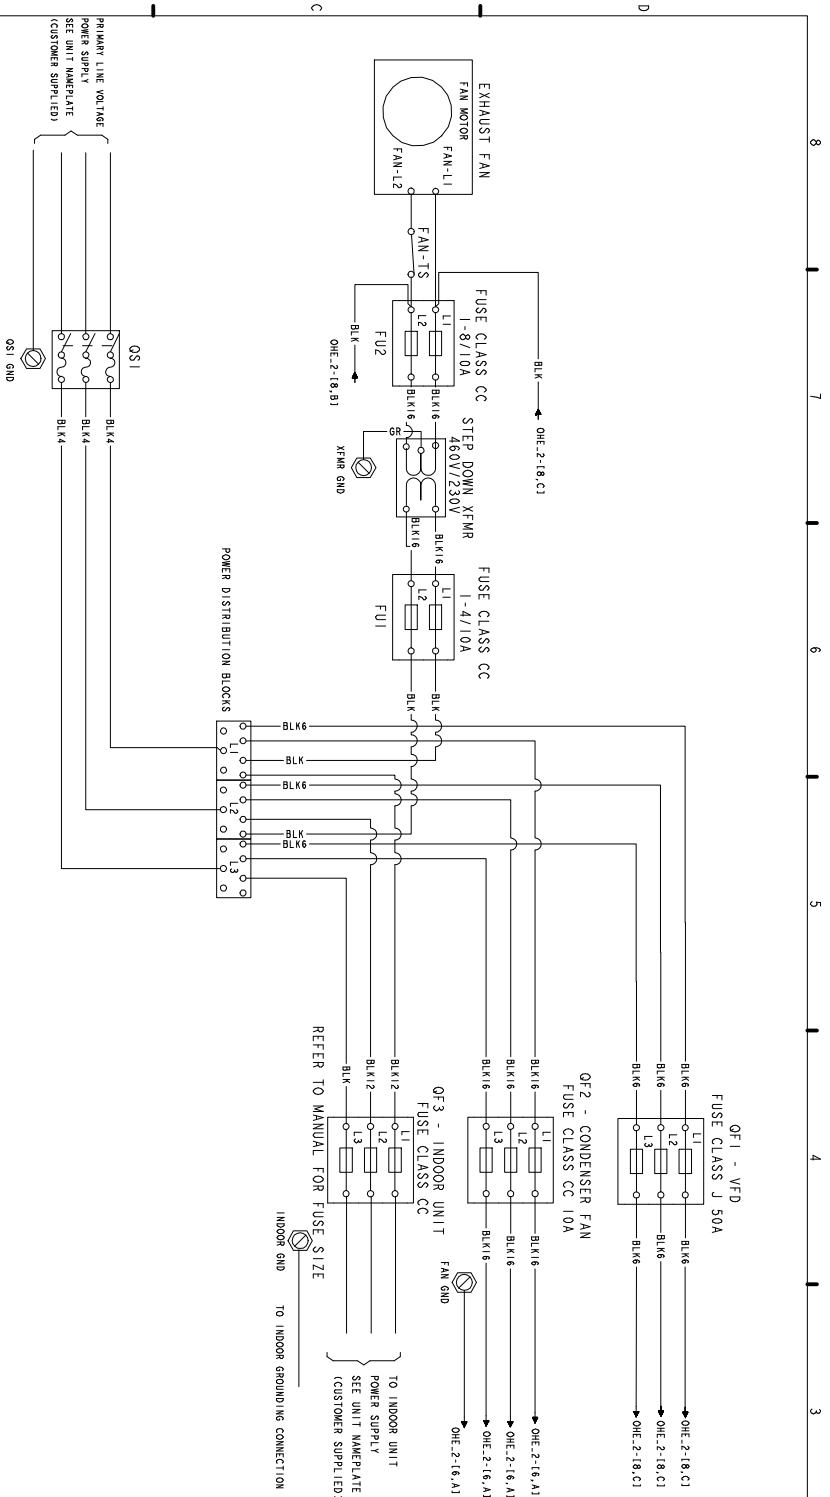 C
D
8
7
6
5
4
3
PRIMARY LINE VOLTAGE
POWER SUPPLY
SEE UNIT NAMEPLATE
(CUSTOMER SUPPLIED)
QS1
QS1 GND
BLK4
BLK4
BLK4
EXHAUST FAN
FAN MOTOR
FAN-L1
FAN-L2
FAN-TS
FUSE CLASS CC
1-8/10A
L1
L2
FU2
BLK
OHE_2-[8,B]
BLK
OHE_2-[8,C]
BLK16
BLK16
STEP DOWN XFMR
460V/230V
GR
XFMR GND
BLK16
BLK16
FUSE CLASS CC
1-4/10A
L1
L2
FU1
BLK
BLK
POWER DISTRIBUTION BLOCKS
L1
L2
L3
BLK6
BLK
BLK6
BLK
BLK6
QF1 - VFD
FUSE CLASS J 50A
BLK6
BLK6
BLK6
L1
L2
L3
BLK6
BLK6
BLK6
OHE_2-[8,C]
OHE_2-[8,C]
OHE_2-[8,C]
QF2 - CONDENSER FAN
FUSE CLASS CC 10A
BLK16
BLK16
BLK16
L1
L2
L3
BLK16
BLK16
BLK16
OHE_2-[6,A]
OHE_2-[6,A]
OHE_2-[6,A]
OHE_2-[6,A]
FAN GND
QF3 - INDOOR UNIT
FUSE CLASS CC
BLK12
BLK12
BLK
L1
L2
L3
REFER TO MANUAL FOR FUSE SIZE
TO INDOOR UNIT
POWER SUPPLY
SEE UNIT NAMEPLATE
(CUSTOMER SUPPLIED)
INDOOR GND
TO INDOOR GROUNDING CONNECTION